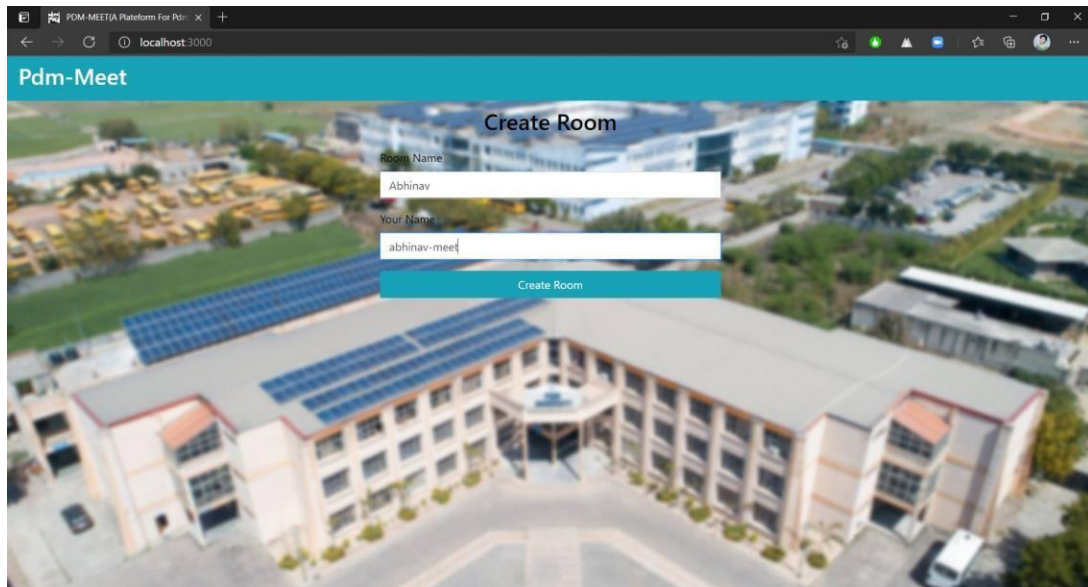 PDM-MEET(A Plateform For Pdm
localhost:3000
Pdm-Meet
Create Room
Room Name
Abhinav
Your Name
abhinav-meet
Create Room